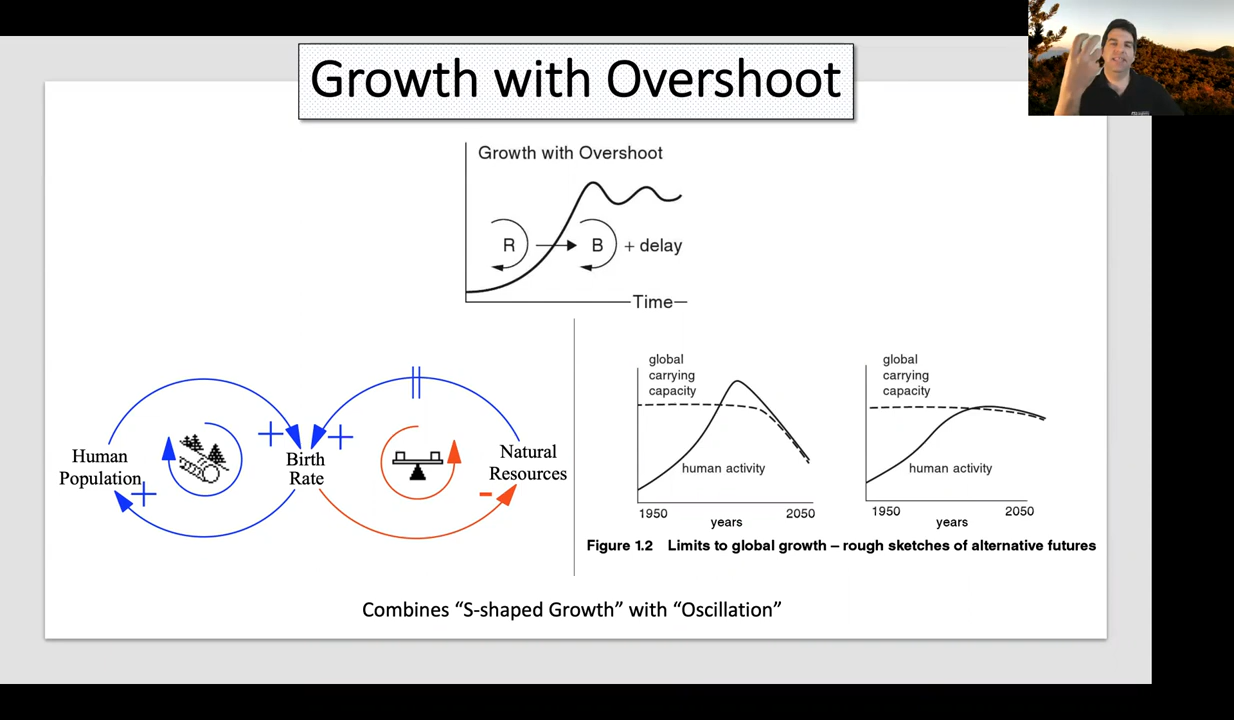 Growth with Overshoot
Growth with Overshoot
R
B
+ delay
Time
Human
Population
+
+
Birth
Rate
+
Natural
Resources
-
global
carrying
capacity
human activity
1950
2050
years
global
carrying
capacity
human activity
1950
2050
years
Figure 1.2 Limits to global growth – rough sketches of alternative futures
Combines “S-shaped Growth” with “Oscillation”